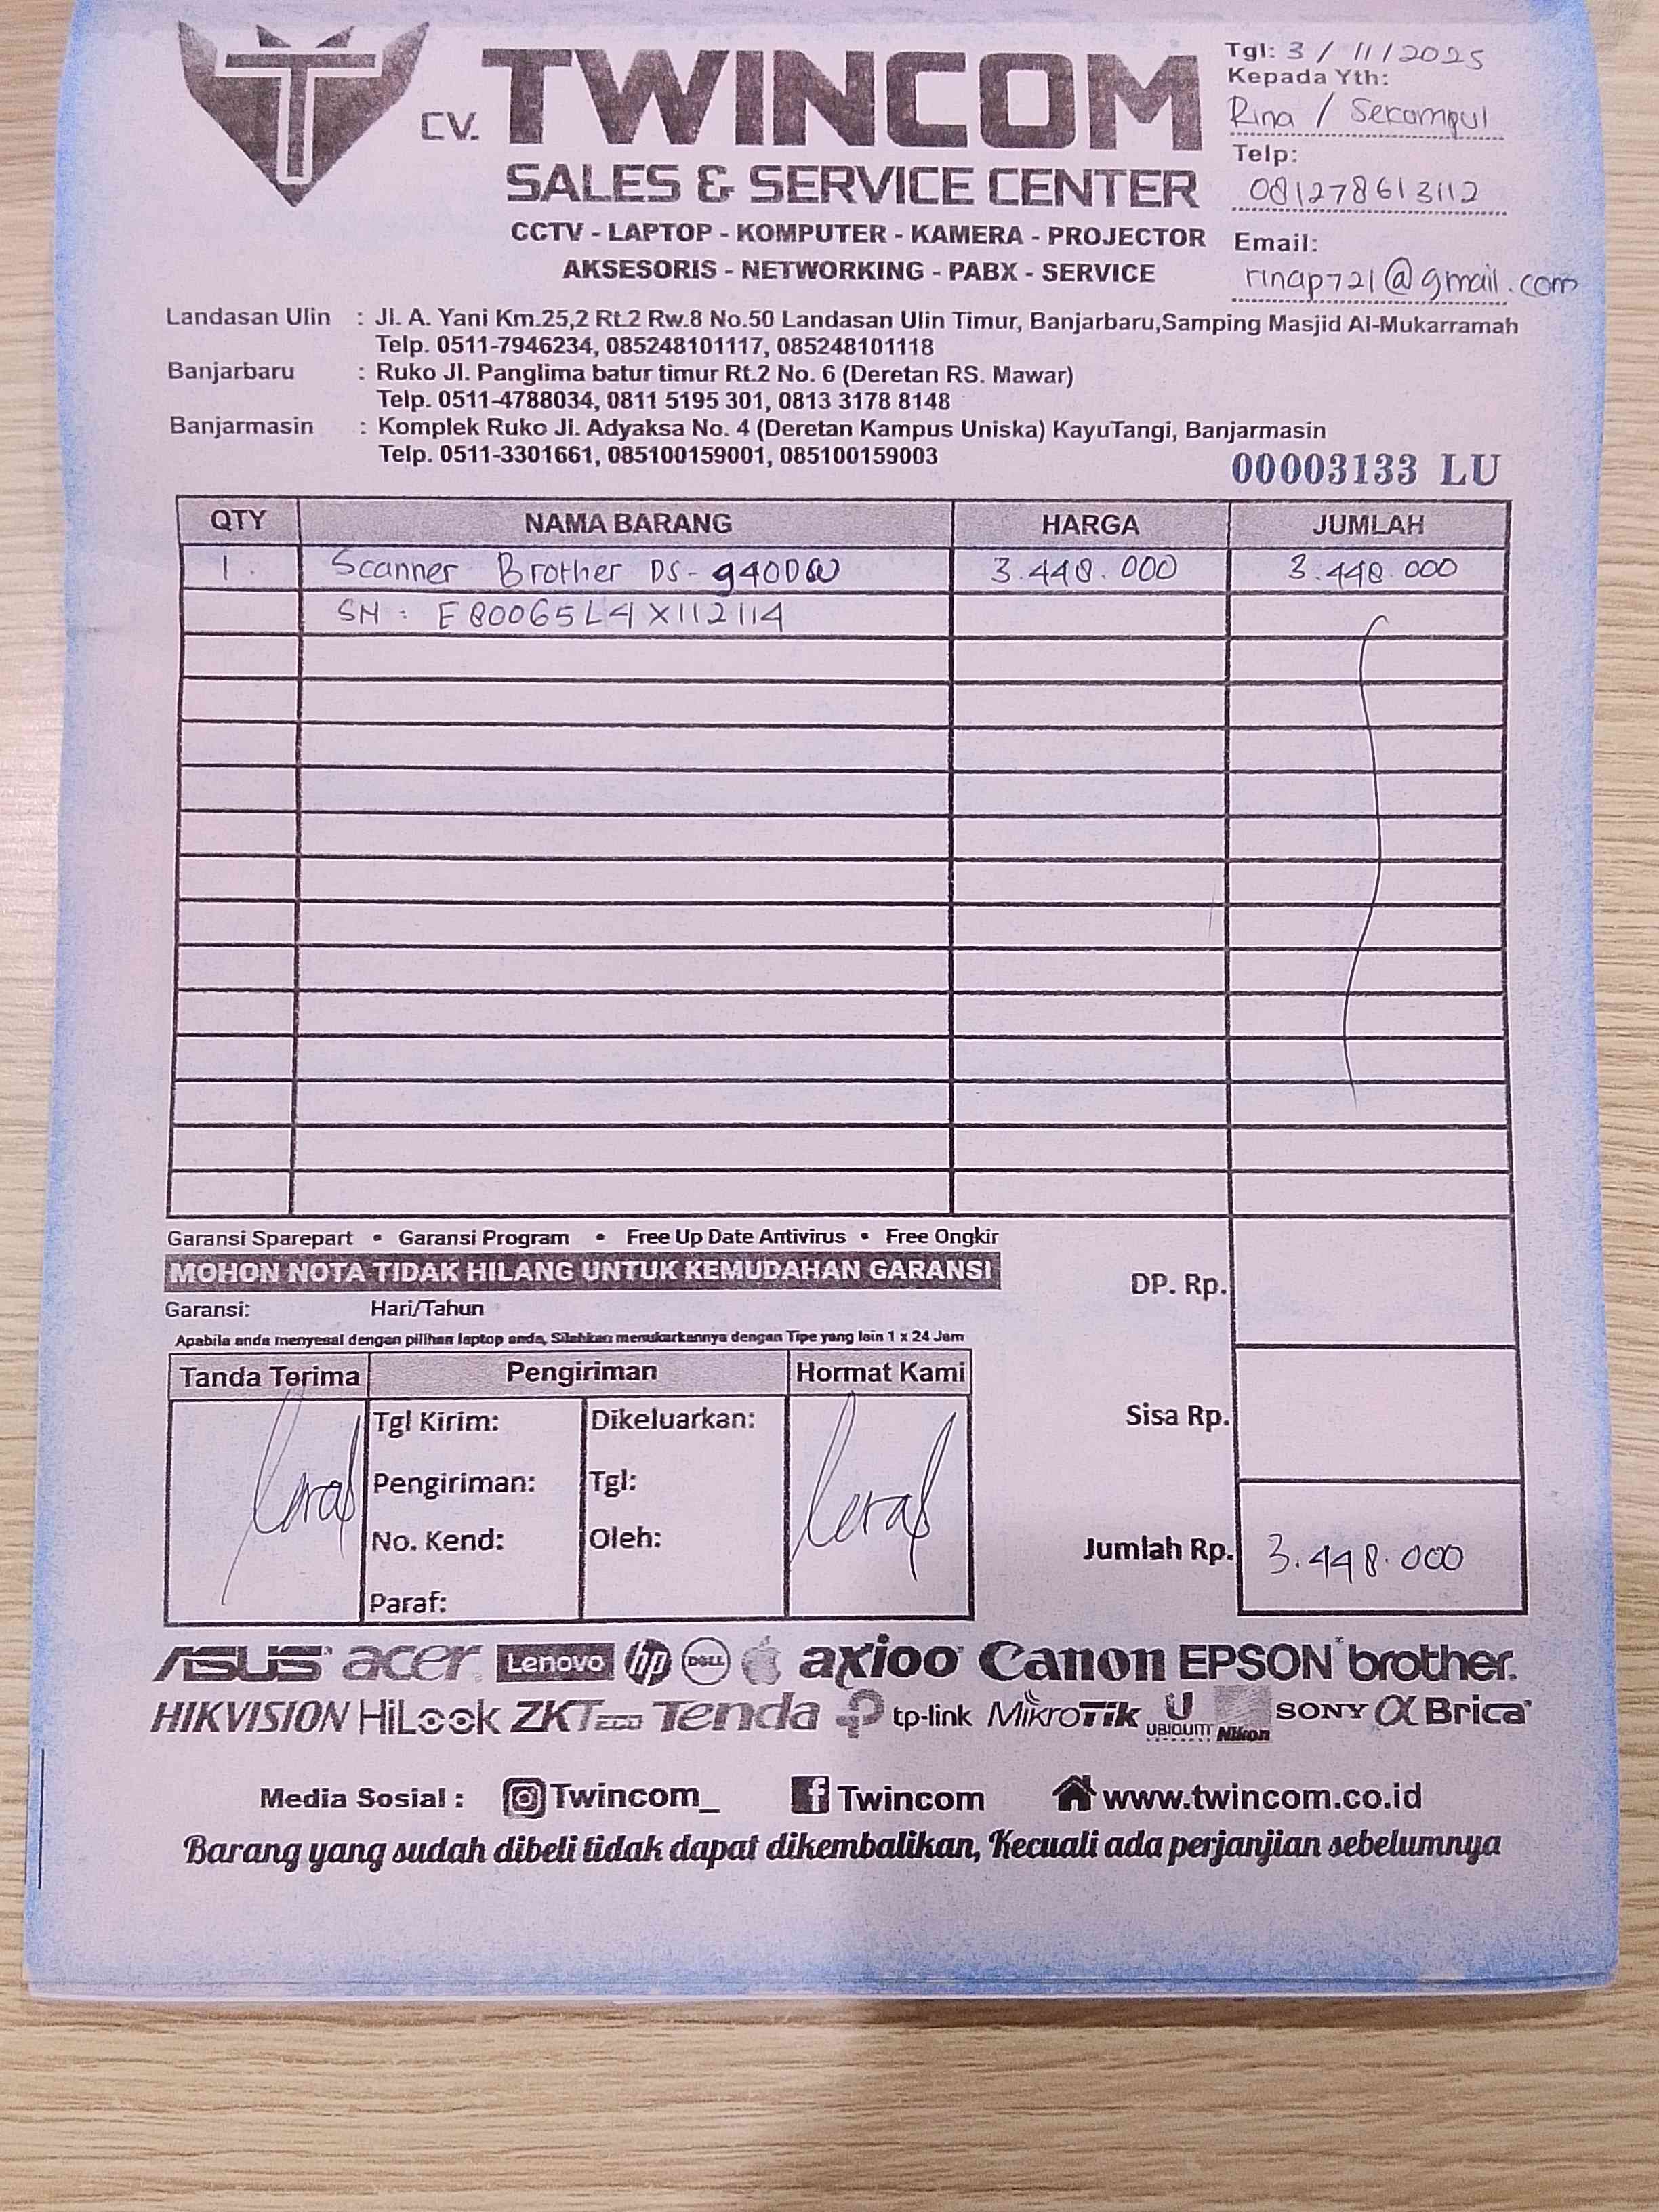 CV. TWINCOM
SALES & SERVICE CENTER
CCTV - LAPTOP - KOMPUTER - KAMERA - PROJECTOR
AKSESORIS - NETWORKING - PABX - SERVICE
Tgl: 3 / 11 / 2025
Kepada Yth:
Rina / Sekumpul
Telp:
081278613112
Email:
rinap721@gmail.com
Landasan Ulin : Jl. A. Yani Km.25,2 Rt.2 Rw.8 No.50 Landasan Ulin Timur, Banjarbaru,Samping Masjid Al-Mukarramah
Telp. 0511-7946234, 085248101117, 085248101118
Banjarbaru : Ruko Jl. Panglima batur timur Rt.2 No. 6 (Deretan RS. Mawar)
Telp. 0511-4788034, 0811 5195 301, 0813 3178 8148
Banjarmasin : Komplek Ruko Jl. Adyaksa No. 4 (Deretan Kampus Uniska) KayuTangi, Banjarmasin
Telp. 0511-3301661, 085100159001, 085100159003
00003133 LU
QTY NAMA BARANG HARGA JUMLAH
1. Scanner Brother DS-940DW 3.448.000 3.448.000
SN : E80065L4X112114
Garansi Sparepart • Garansi Program • Free Up Date Antivirus • Free Ongkir
MOHON NOTA TIDAK HILANG UNTUK KEMUDAHAN GARANSI
Garansi: Hari/Tahun
Apabila anda menyesal dengan pilihan laptop anda, Silahkan menukarkannya dengan Tipe yang lain 1 x 24 Jam
DP. Rp.
Sisa Rp.
Jumlah Rp. 3.448.000
Tanda Terima Pengiriman Hormat Kami
Tgl Kirim: Dikeluarkan:
Pengiriman: Tgl:
No. Kend: Oleh:
Paraf:
ASUS acer Lenovo hp DELL axioo Canon EPSON brother.
HIKVISION HiLook ZKTeco Tenda tp-link MikroTik U UBIQUITI Nikon SONY α Brica
Media Sosial : Twincom_ Twincom www.twincom.co.id
Barang yang sudah dibeli tidak dapat dikembalikan, Kecuali ada perjanjian sebelumnya